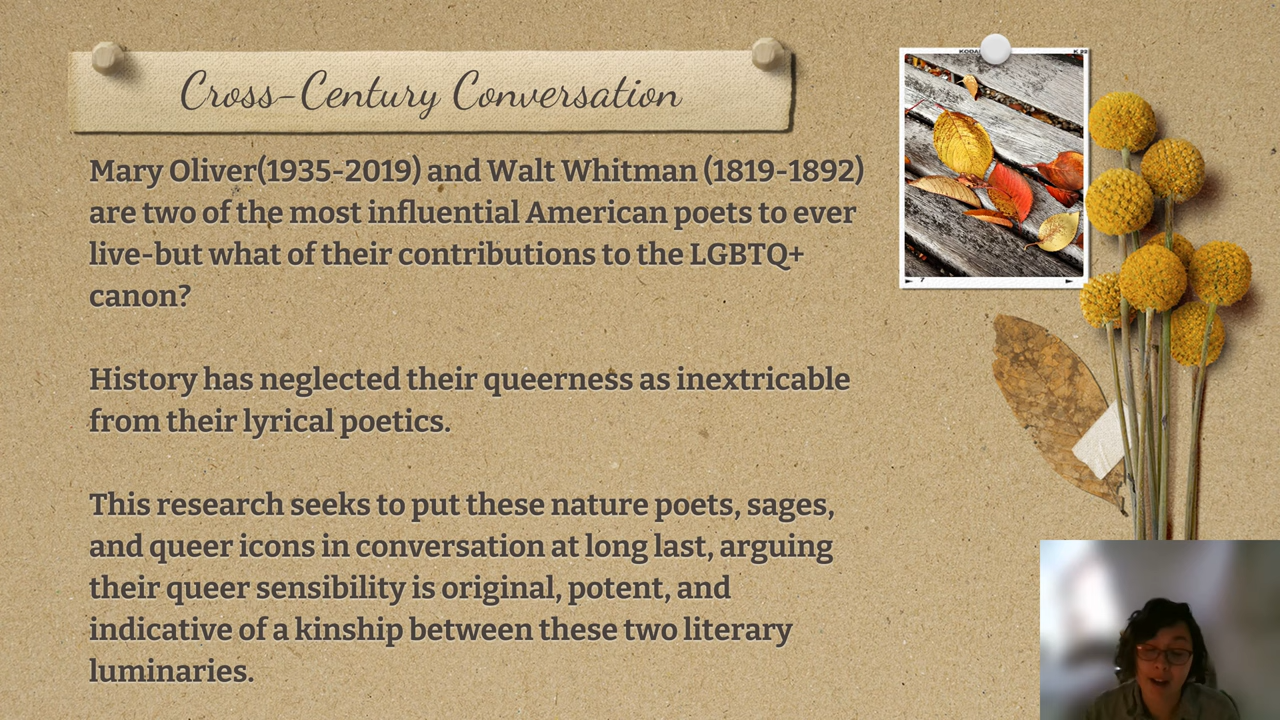 Cross-Century Conversation
Mary Oliver(1935-2019) and Walt Whitman (1819-1892)
are two of the most influential American poets to ever
live-but what of their contributions to the LGBTQ+
canon?
History has neglected their queerness as inextricable
from their lyrical poetics.
This research seeks to put these nature poets, sages,
and queer icons in conversation at long last, arguing
their queer sensibility is original, potent, and
indicative of a kinship between these two literary
luminaries.